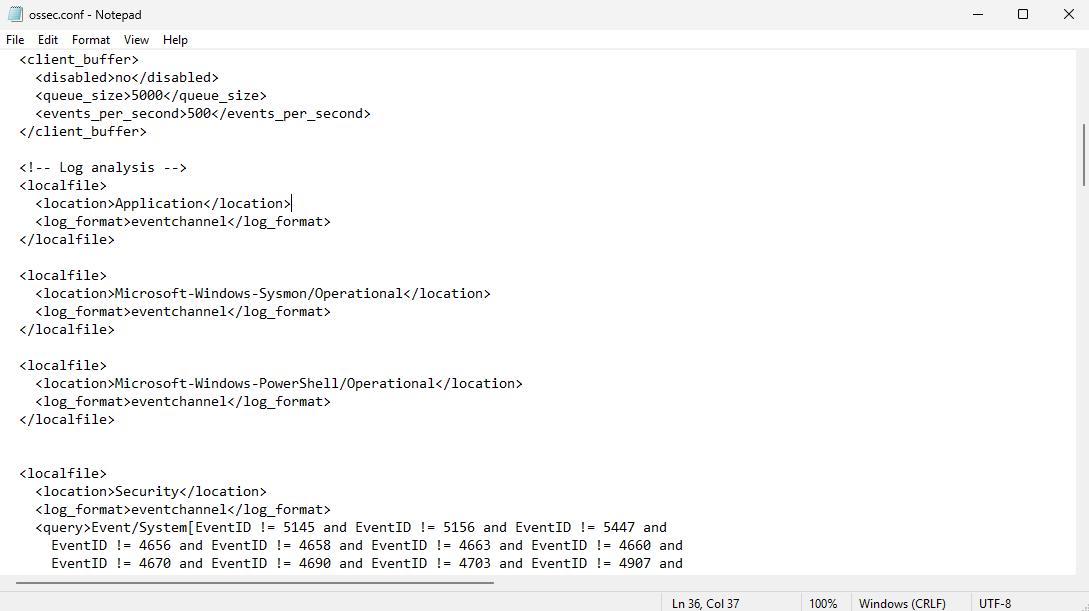 ossec.conf - Notepad
File Edit Format View Help
<client_buffer>
<disabled>no</disabled>
<queue_size>5000</queue_size>
<events_per_second>500</events_per_second>
</client_buffer>
<!-- Log analysis -->
<localfile>
<location>Application</location>
<log_format>eventchannel</log_format>
</localfile>
<localfile>
<location>Microsoft-Windows-Sysmon/Operational</location>
<log_format>eventchannel</log_format>
</localfile>
<localfile>
<location>Microsoft-Windows-PowerShell/Operational</location>
<log_format>eventchannel</log_format>
</localfile>
<localfile>
<location>Security</location>
<log_format>eventchannel</log_format>
<query>Event/System[EventID != 5145 and EventID != 5156 and EventID != 5447 and
EventID != 4656 and EventID != 4658 and EventID != 4663 and EventID != 4660 and
EventID != 4670 and EventID != 4690 and EventID != 4703 and EventID != 4907 and
Ln 36, Col 37 100% Windows (CRLF) UTF-8